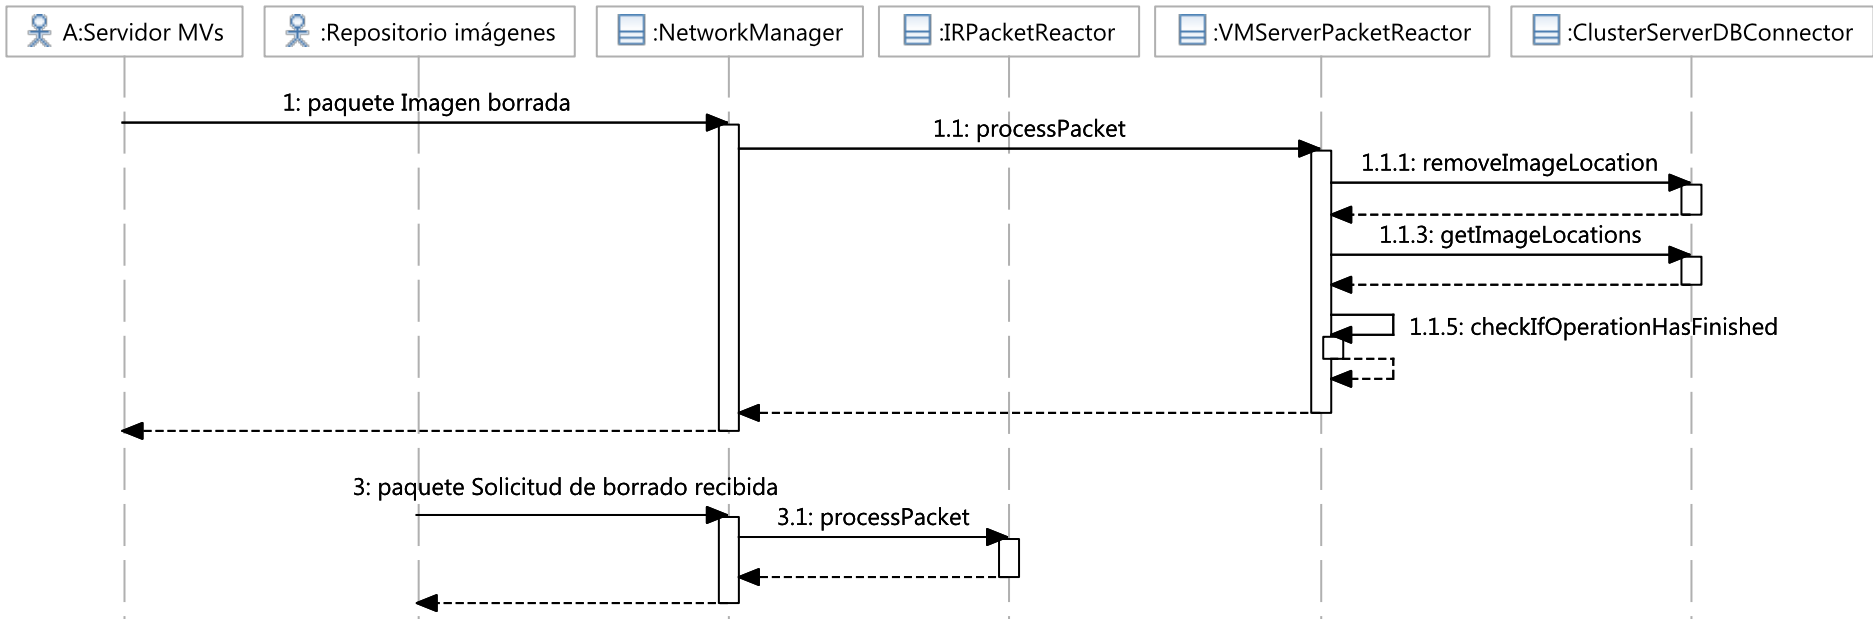 A:Servidor MVs
:Repositorio imágenes
:NetworkManager
:IRPacketReactor
:VMServerPacketReactor
:ClusterServerDBConnector
1: paquete Imagen borrada
1.1: processPacket
1.1.1: removeImageLocation
1.1.3: getImageLocations
1.1.5: checkIfOperationHasFinished
3: paquete Solicitud de borrado recibida
3.1: processPacket